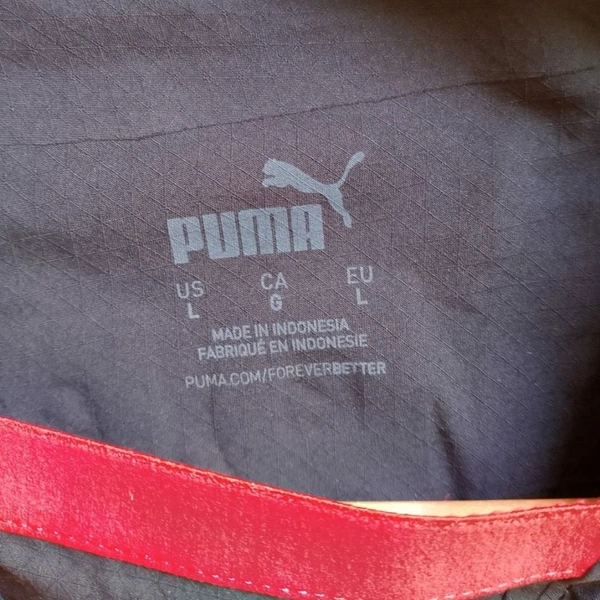 PUMA
US CA EU
L G L
MADE IN INDONESIA
FABRIQUÉ EN INDONESIE
PUMA.COM/FOREVERBETTER